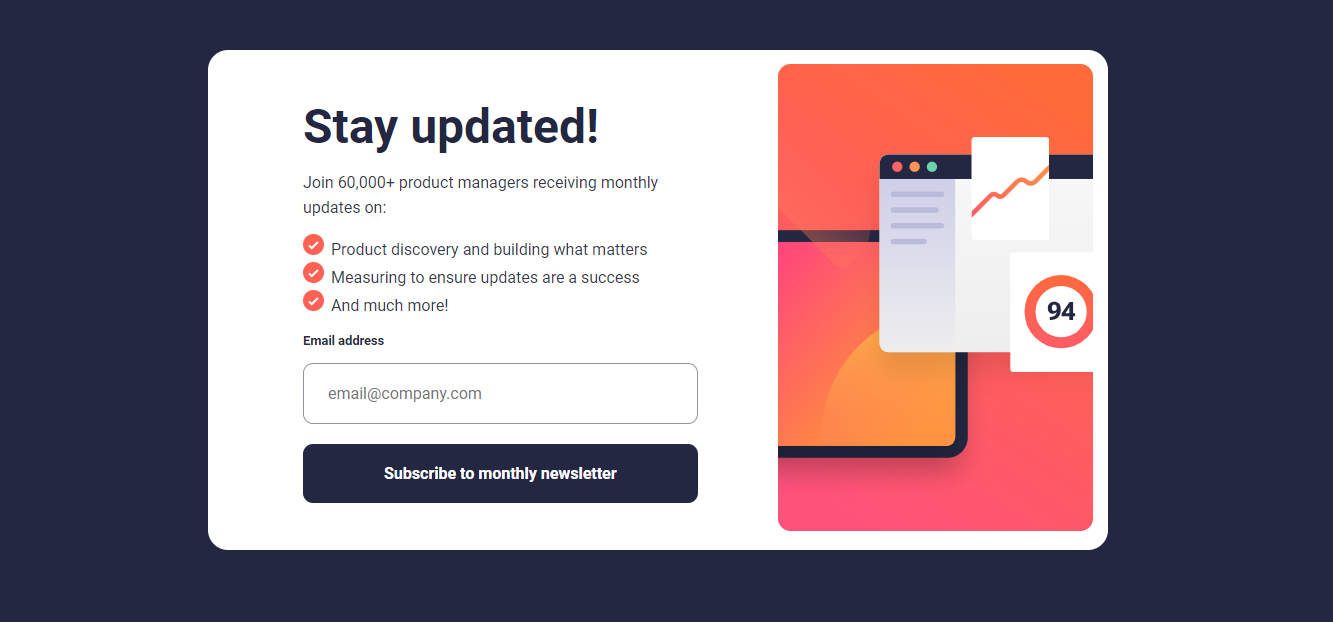 Stay updated!
Join 60,000+ product managers receiving monthly
updates on:
Product discovery and building what matters
Measuring to ensure updates are a success
And much more!
Email address
email@company.com
Subscribe to monthly newsletter
94